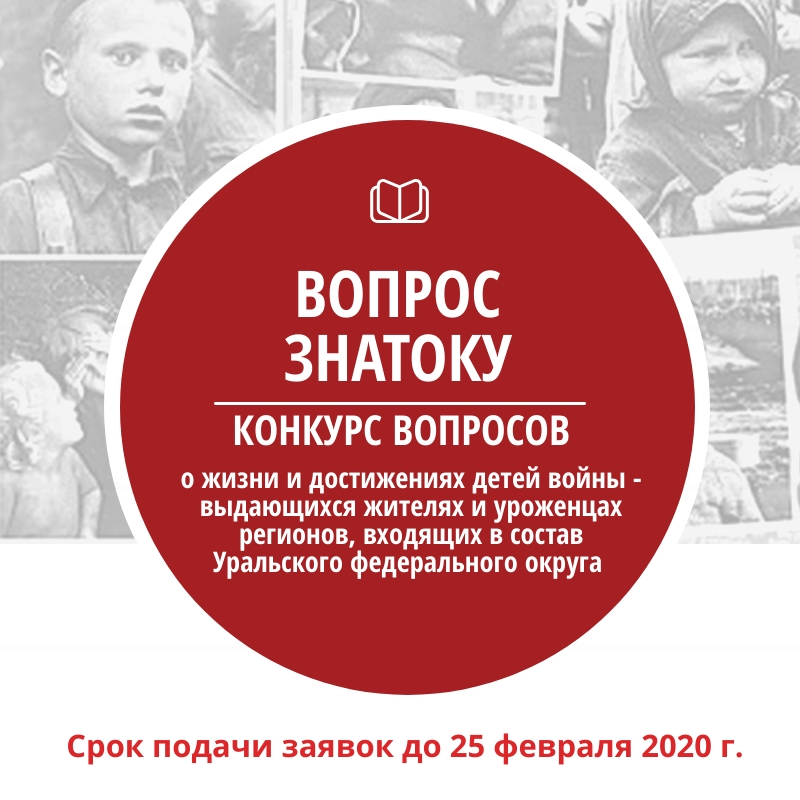 ВОПРОС
ЗНАТОКУ
КОНКУРС ВОПРОСОВ
о жизни и достижениях детей войны -
выдающихся жителях и уроженцах
регионов, входящих в состав
Уральского федерального округа
Срок подачи заявок до 25 февраля 2020 г.